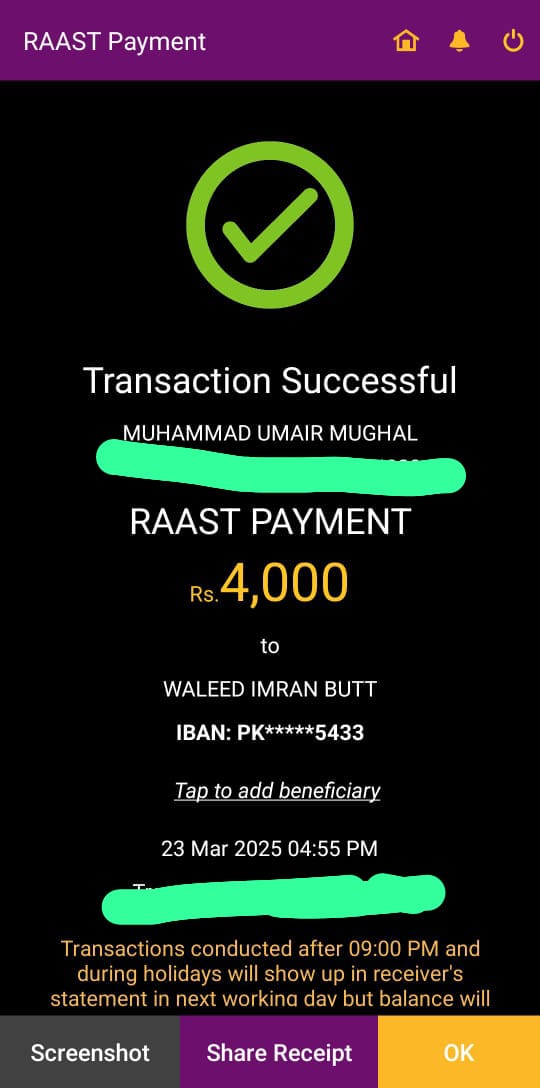 RAAST Payment
Transaction Successful
MUHAMMAD UMAIR MUGHAL
RAAST PAYMENT
Rs.4,000
to
WALEED IMRAN BUTT
IBAN: PK*****5433
Tap to add beneficiary
23 Mar 2025 04:55 PM
Transactions conducted after 09:00 PM and
during holidays will show up in receiver's
statement in next working day but balance will
Screenshot
Share Receipt
OK